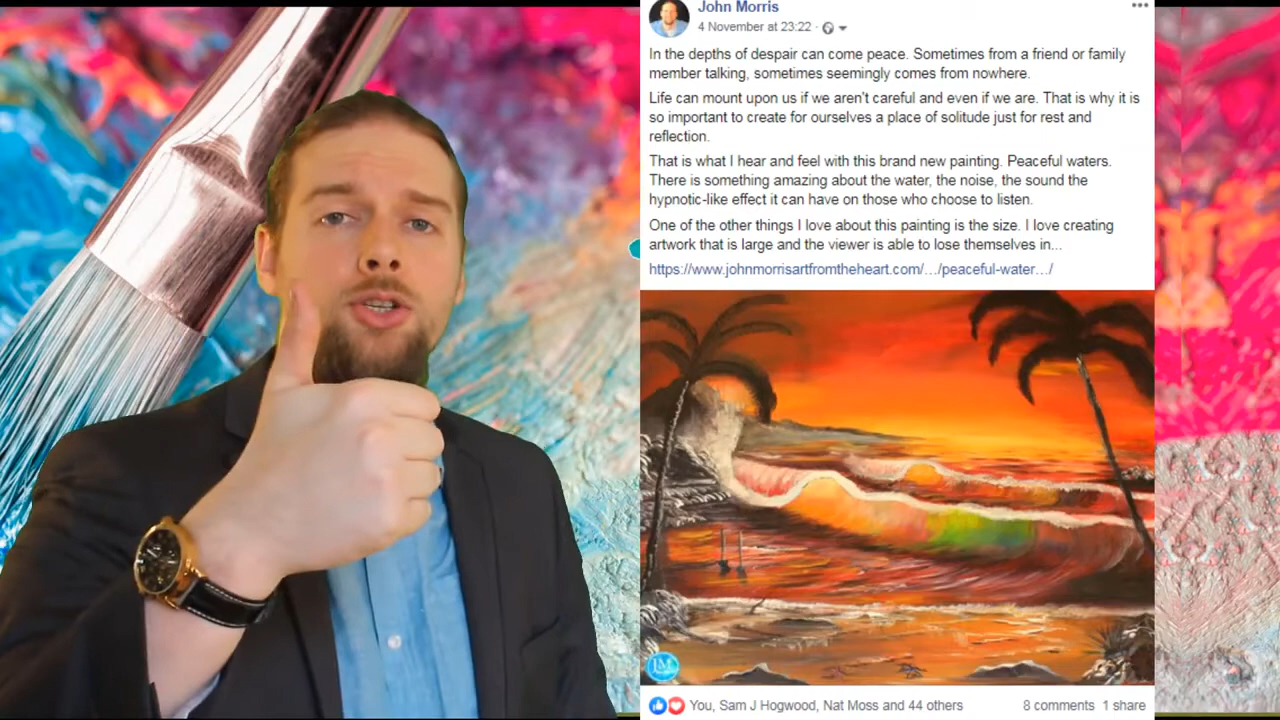 John Morris
4 November at 23:22 ·
In the depths of despair can come peace. Sometimes from a friend or family
member talking, sometimes seemingly comes from nowhere.
Life can mount upon us if we aren't careful and even if we are. That is why it is
so important to create for ourselves a place of solitude just for rest and
reflection.
That is what I hear and feel with this brand new painting. Peaceful waters.
There is something amazing about the water, the noise, the sound the
hypnotic-like effect it can have on those who choose to listen.
One of the other things I love about this painting is the size. I love creating
artwork that is large and the viewer is able to lose themselves in...
https://www.johnmorrisartfromtheheart.com/.../peaceful-water.../
JM
You, Sam J Hogwood, Nat Moss and 44 others
8 comments 1 share